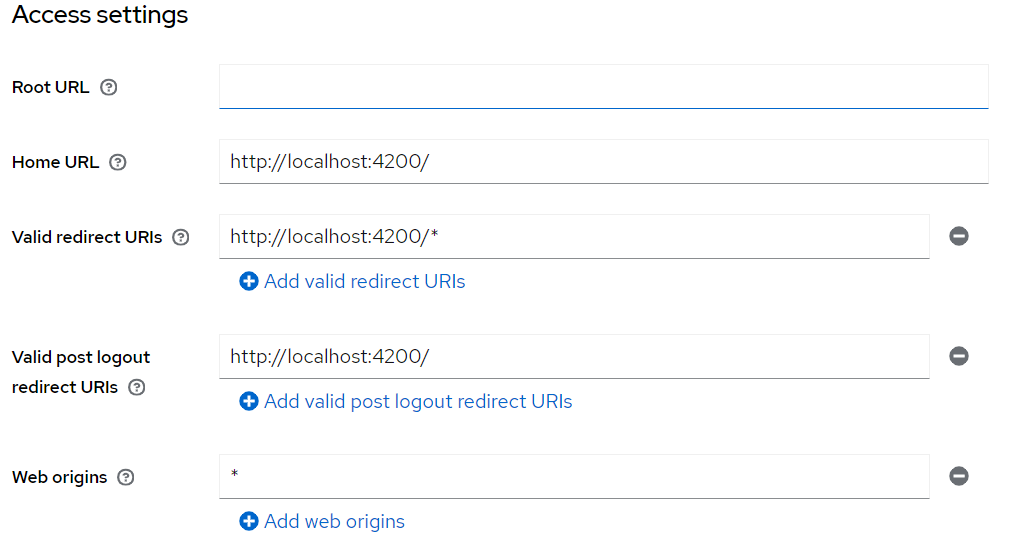 Access settings
Root URL
Home URL
http://localhost:4200/
Valid redirect URIs
http://localhost:4200/*
Add valid redirect URIs
Valid post logout
redirect URIs
http://localhost:4200/
Add valid post logout redirect URIs
Web origins
*
Add web origins